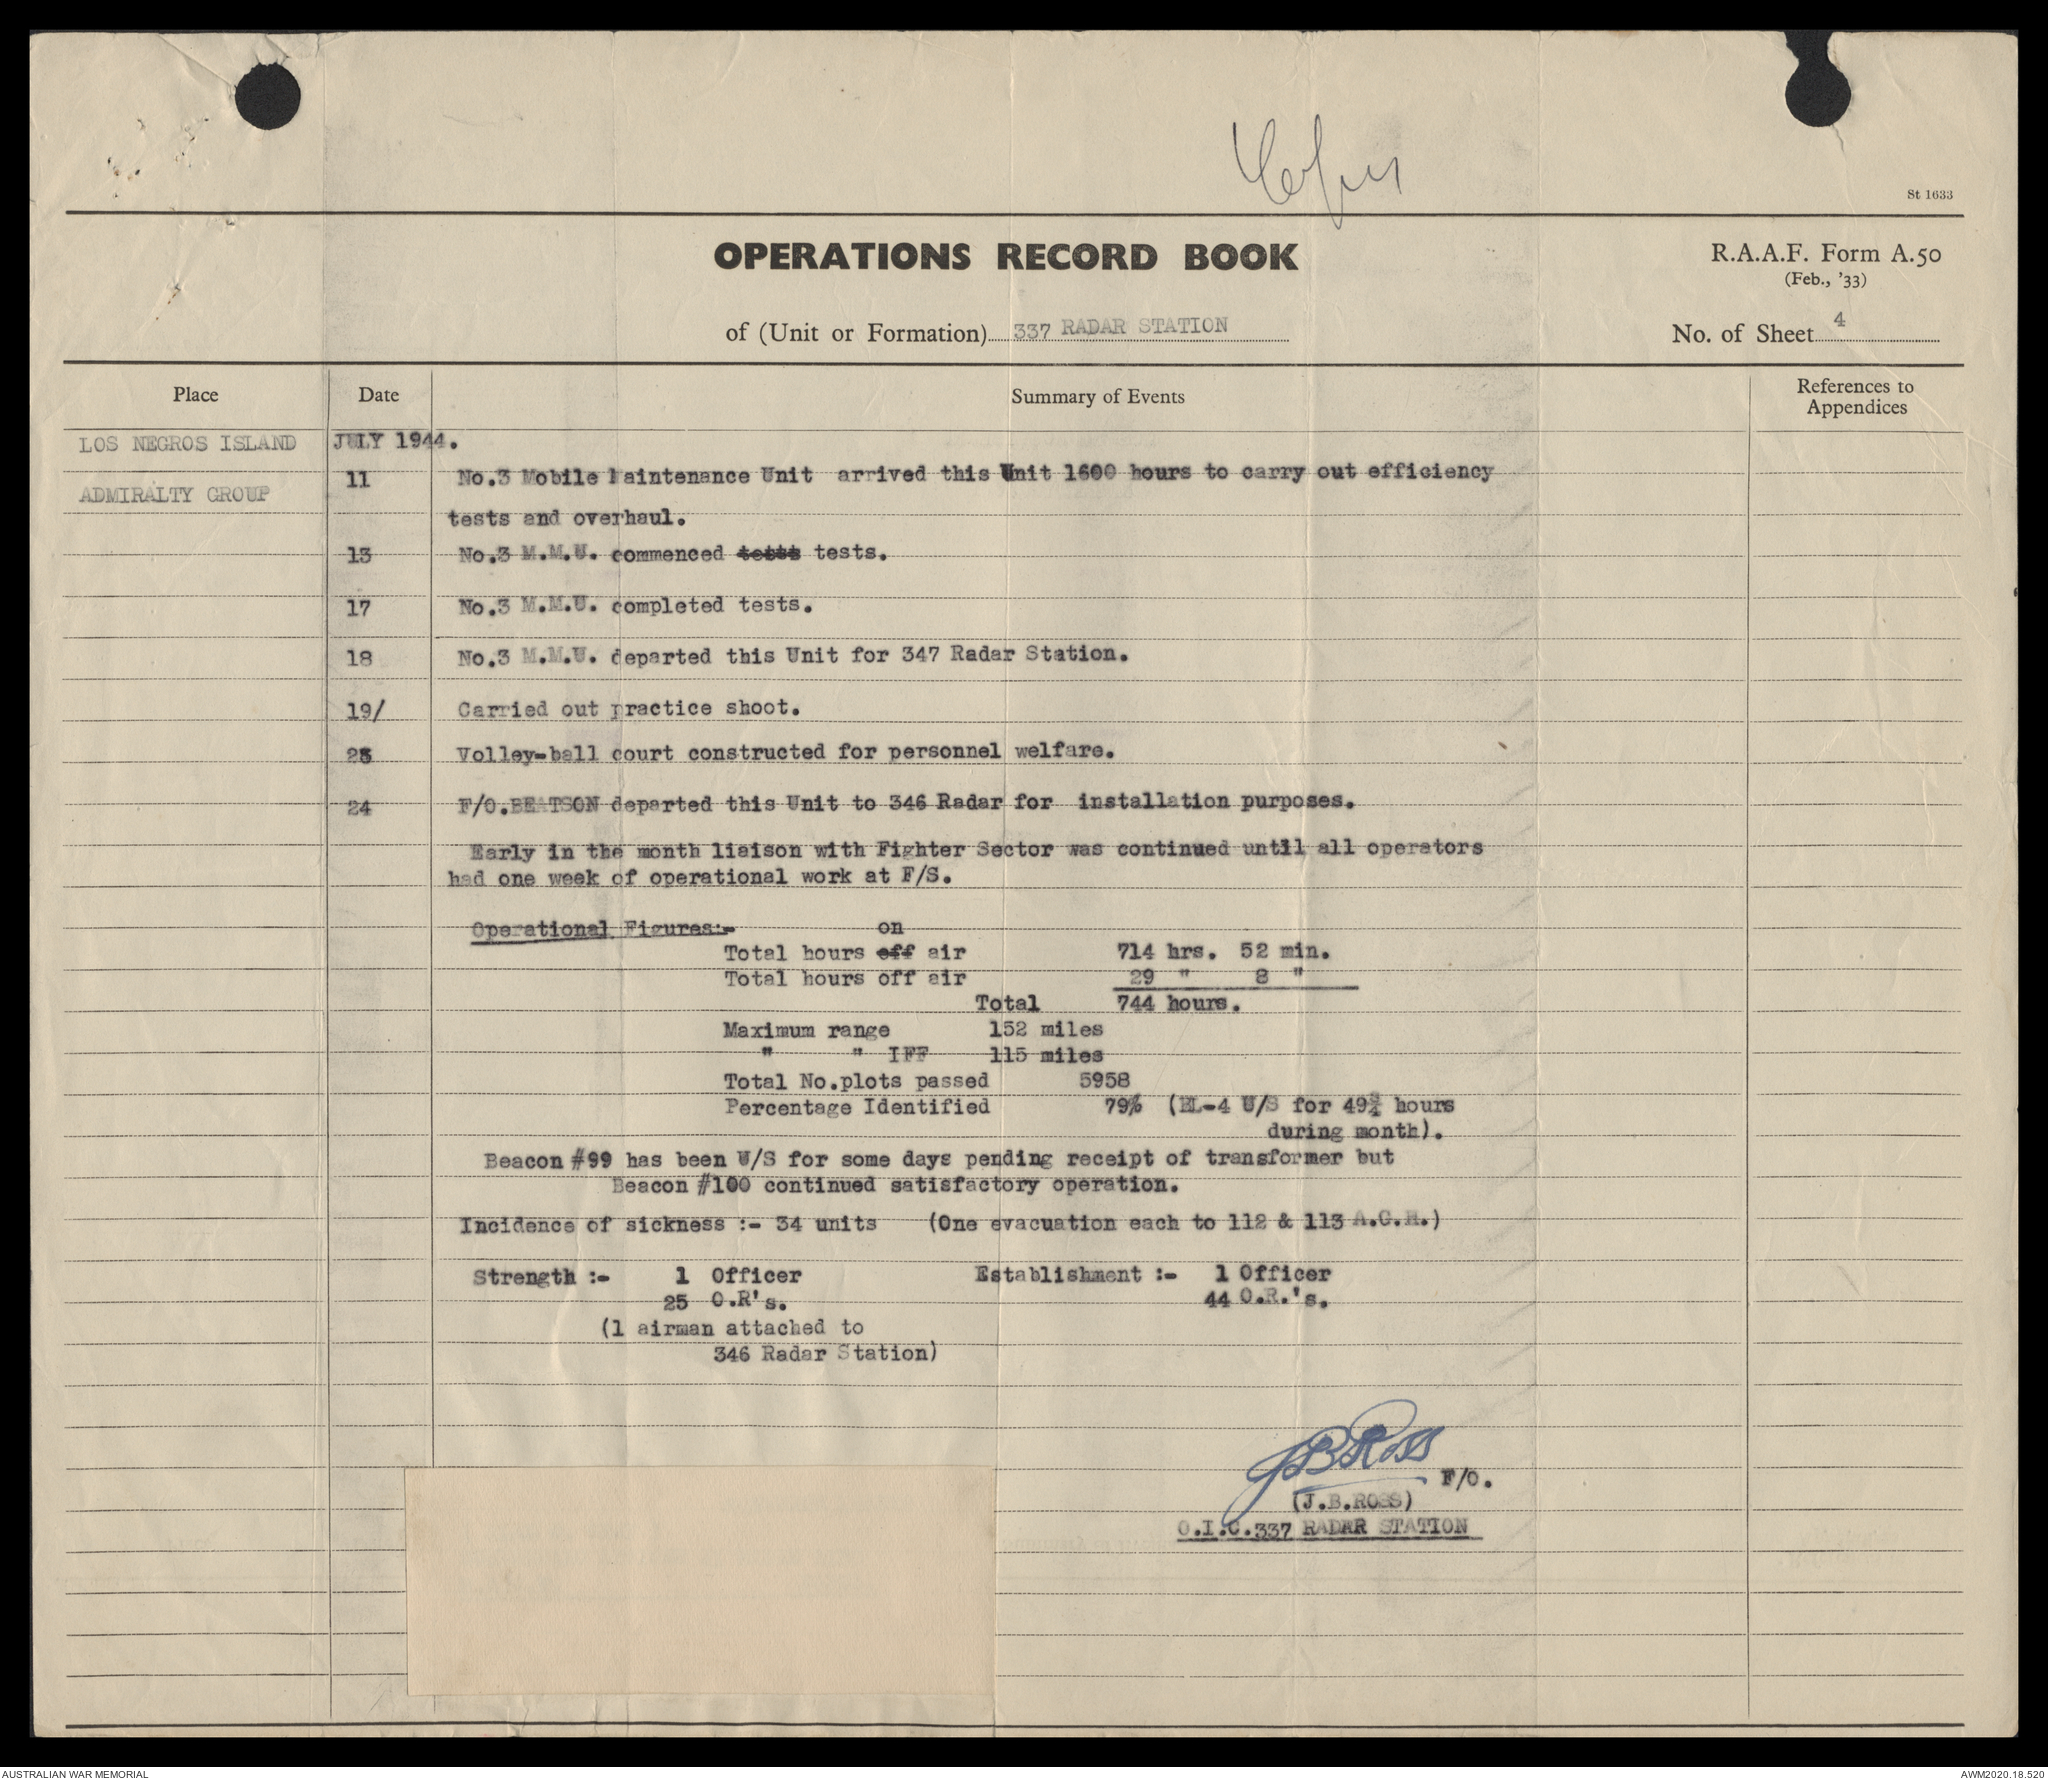 St 1633
OPERATIONS RECORD BOOK
R.A.A.F. Form A.50
(Feb., '33)
of (Unit or Formation) 337 RADAR STATION
No. of Sheet 4
Place Date Summary of Events References to Appendices
LOS NEGROS ISLAND JULY 1944.
ADMIRALTY GROUP
11 No.3 Mobile Maintenance Unit arrived this Unit 1600 hours to carry out efficiency
tests and overhaul.
13 No.3 M.M.U. commenced tests tests.
17 No.3 M.M.U. completed tests.
18 No.3 M.M.U. departed this Unit for 347 Radar Station.
19/ Carried out practice shoot.
Volley-ball court constructed for personnel welfare.
24 F/O.BEATSON departed this Unit to 346 Radar for installation purposes.
Early in the month liaison with Fighter Sector was continued until all operators
had one week of operational work at F/S.
Operational Figures:-
on
Total hours off air 714 hrs. 52 min.
Total hours off air 29 " 8 "
Total 744 hours.
Maximum range 152 miles
" " IFF 115 miles
Total No.plots passed 5958
Percentage Identified 79% (EL-4 U/S for 49¾ hours
during month).
Beacon #99 has been U/S for some days pending receipt of transformer but
Beacon #100 continued satisfactory operation.
Incidence of sickness :- 34 units (One evacuation each to 112 & 113 A.G.H.)
Strength :- 1 Officer Establishment :- 1 Officer
25 O.R's. 44 O.R.'s.
(1 airman attached to
346 Radar Station)
J B Ross
F/O.
(J.B.ROSS)
O.I.C.337 RADAR STATION
AUSTRALIAN WAR MEMORIAL
AWM2020.18.520